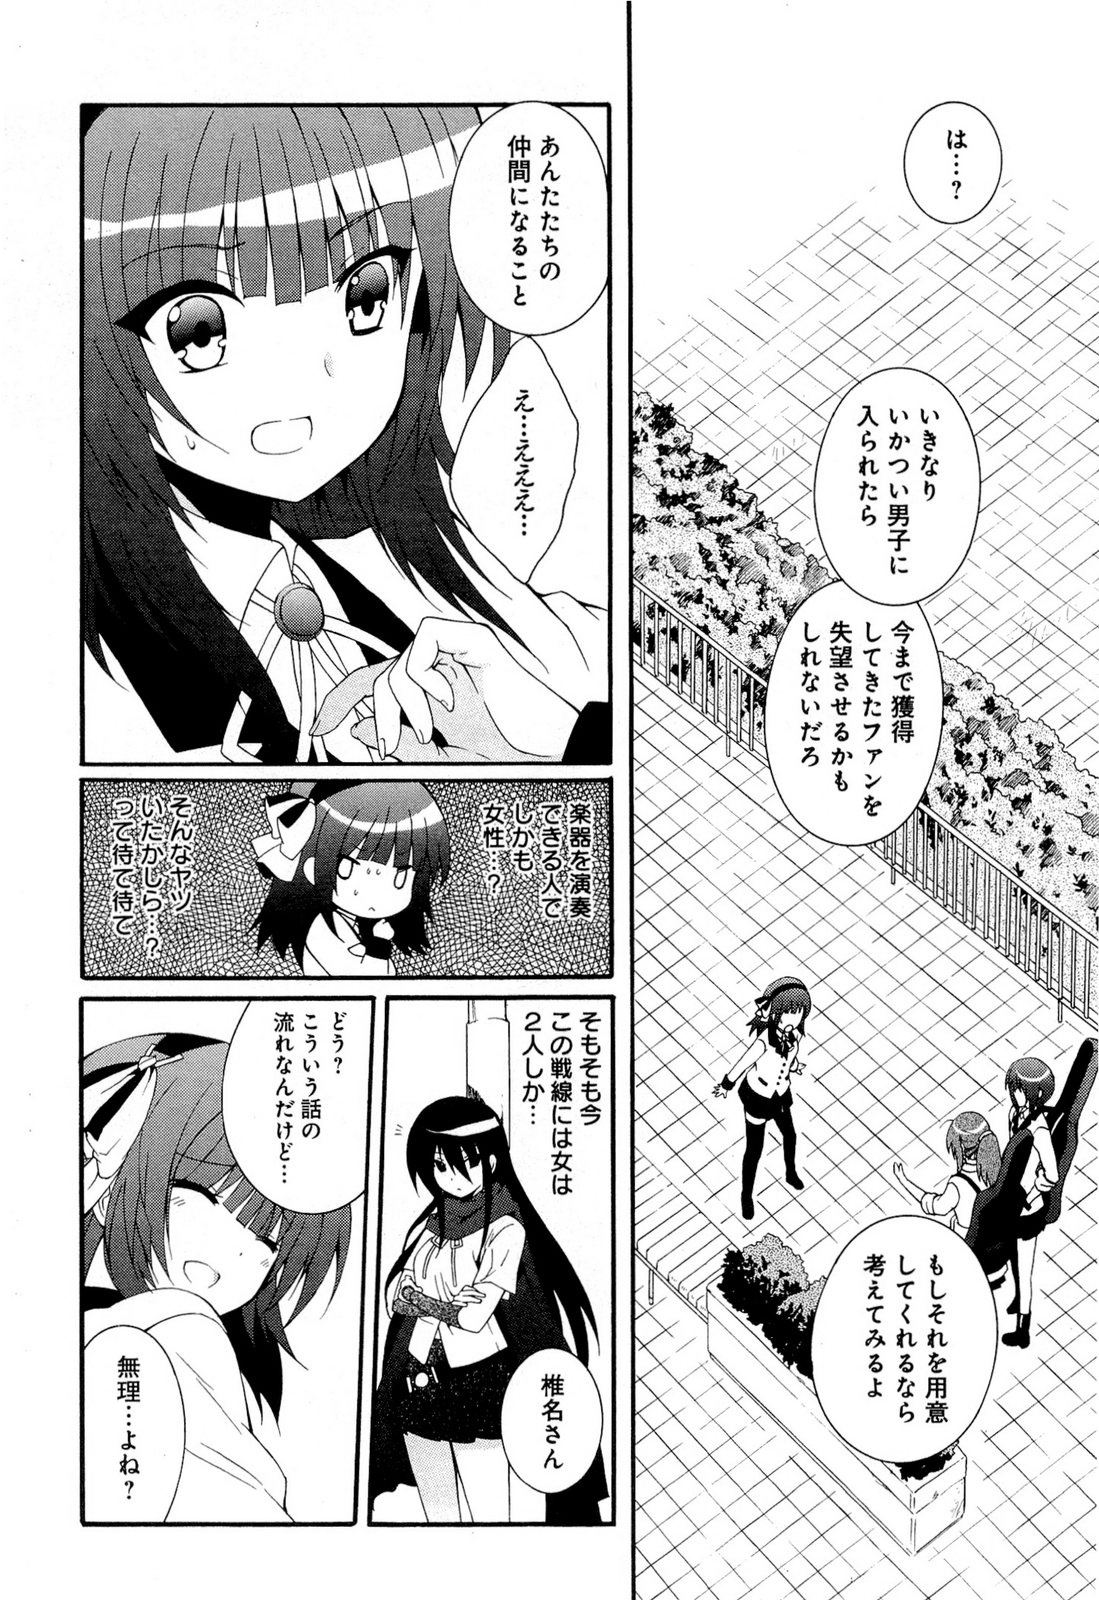 は…?
いきなり
いかつい男子に
入られたら
今まで獲得
してきたファンを
失望させるかも
しれないだろ
もしそれを用意
してくれるなら
考えてみるよ
あんたたちの
仲間になること
え…ええええ…
楽器を演奏
できる人で
しかも
女性…?
そんなヤツ
いたかしら…?
って待て待て
そもそも今
この戦線には女は
2人しか…
椎名さん
どう?
こういう話の
流れなんだけど…
無理…よね?